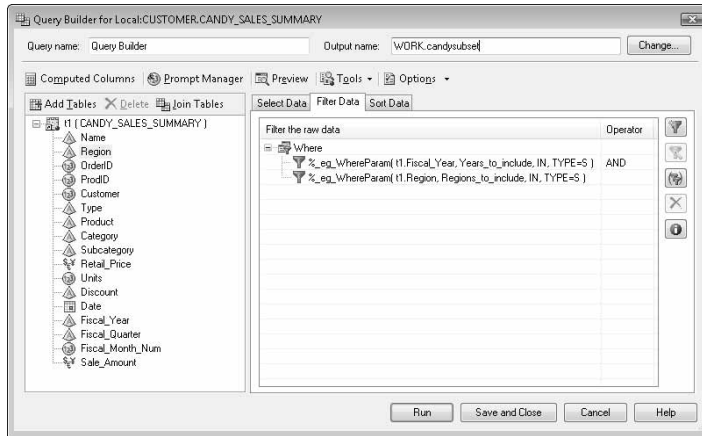 Query Builder for Local:CUSTOMER.CANDY_SALES_SUMMARY
Query name: Query Builder Output name: WORK.candysubset Change...
Computed Columns Prompt Manager Preview Tools Options
Add Tables Delete Join Tables
Select Data Filter Data Sort Data
t1 (CANDY_SALES_SUMMARY)
Name
Region
OrderID
ProdID
Customer
Type
Product
Category
Subcategory
Retail_Price
Units
Discount
Date
Fiscal_Year
Fiscal_Quarter
Fiscal_Month_Num
Sale_Amount
Filter the raw data Operator
Where
%_eg_WhereParam( t1.Fiscal_Year, Years_to_include, IN, TYPE=S ) AND
%_eg_WhereParam( t1.Region, Regions_to_include, IN, TYPE=S )
Run Save and Close Cancel Help